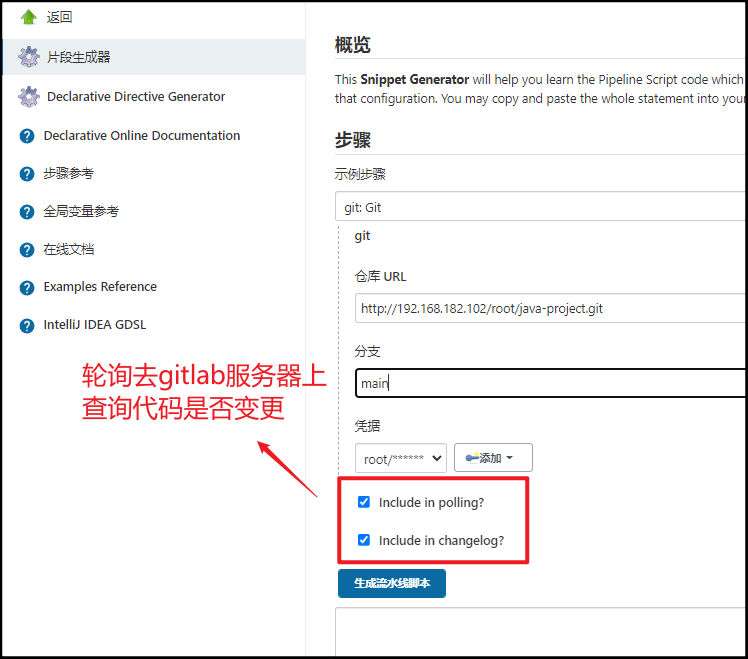 返回
片段生成器
Declarative Directive Generator
Declarative Online Documentation
步骤参考
全局变量参考
在线文档
Examples Reference
IntelliJ IDEA GDSL
轮询去gitlab服务器上
查询代码是否变更
概览
This Snippet Generator will help you learn the Pipeline Script code which
that configuration. You may copy and paste the whole statement into your
步骤
示例步骤
git: Git
git
仓库 URL
http://192.168.182.102/root/java-project.git
分支
main
凭据
root/******
添加
Include in polling?
Include in changelog?
生成流水线脚本